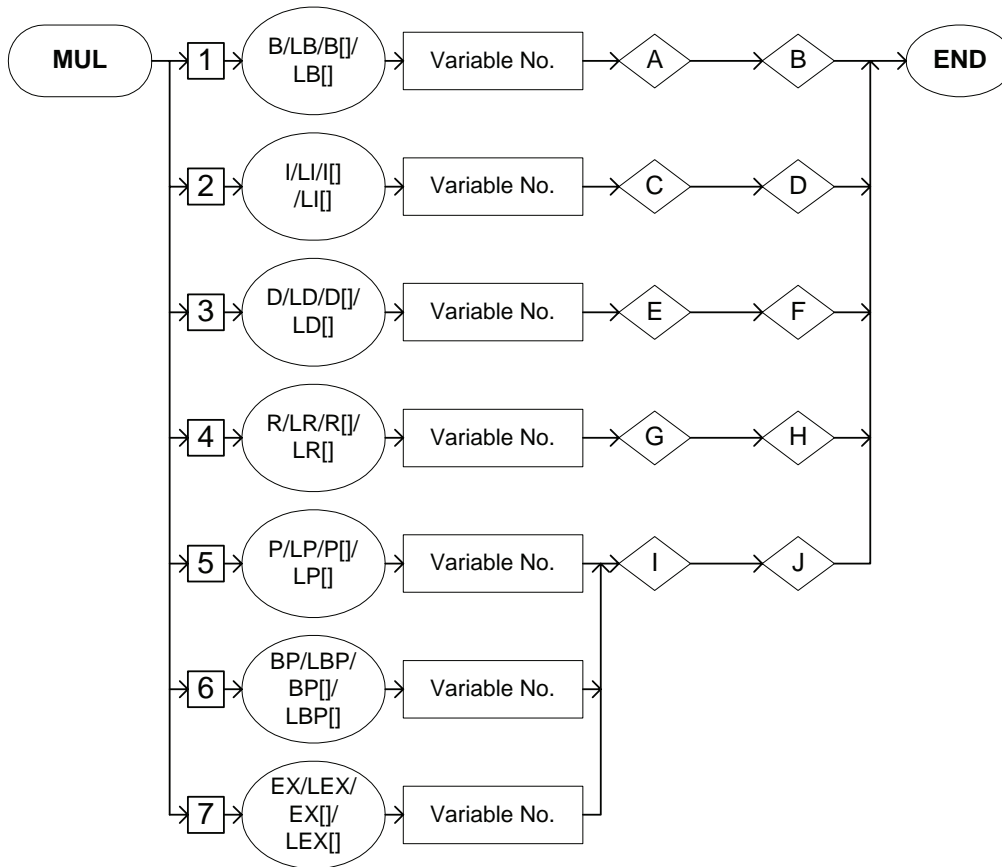 MUL
1
B/LB/B[]/
LB[]
Variable No.
A
B
END
2
I/LI/I[]
/LI[]
Variable No.
C
D
3
D/LD/D[]/
LD[]
Variable No.
E
F
4
R/LR/R[]/
LR[]
Variable No.
G
H
5
P/LP/P[]/
LP[]
Variable No.
I
J
6
BP/LBP/
BP[]/
LBP[]
Variable No.
7
EX/LEX/
EX[]/
LEX[]
Variable No.